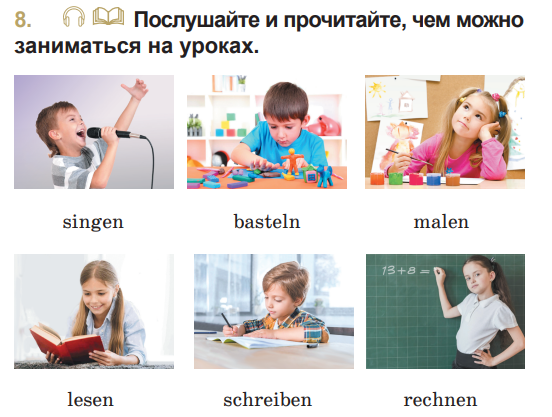 8. Послушайте и прочитайте, чем можно
заниматься на уроках.
singen basteln malen
13+8=
lesen schreiben rechnen